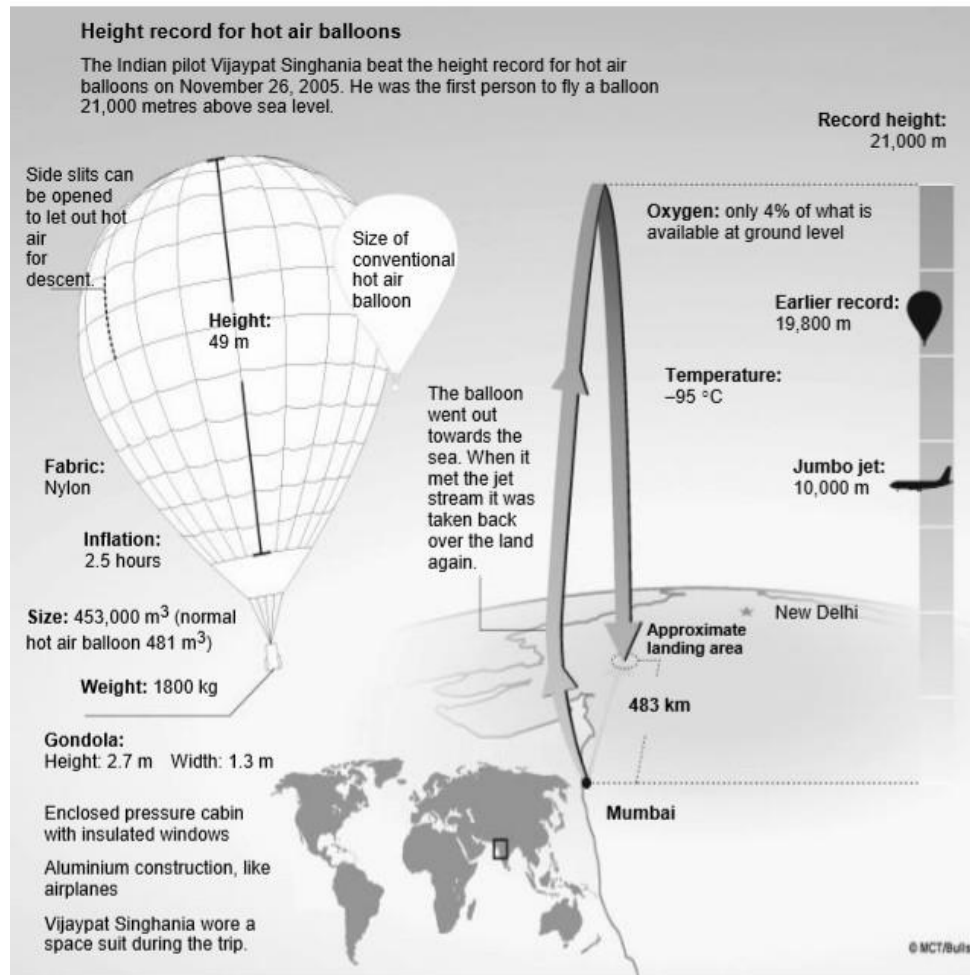 Height record for hot air balloons
The Indian pilot Vijaypat Singhania beat the height record for hot air
balloons on November 26, 2005. He was the first person to fly a balloon
21,000 metres above sea level.
Record height:
21,000 m
Side slits can
be opened
to let out hot
air
for
descent.
Size of
conventional
hot air
balloon
Height:
49 m
Oxygen: only 4% of what is
available at ground level
Earlier record:
19,800 m
Temperature:
–95 °C
The balloon
went out
towards the
sea. When it
met the jet
stream it was
taken back
over the land
again.
Jumbo jet:
10,000 m
Fabric:
Nylon
Inflation:
2.5 hours
Size: 453,000 m³ (normal
hot air balloon 481 m³)
Weight: 1800 kg
New Delhi
Approximate
landing area
483 km
Gondola:
Height: 2.7 m Width: 1.3 m
Enclosed pressure cabin
with insulated windows
Aluminium construction, like
airplanes
Vijaypat Singhania wore a
space suit during the trip.
Mumbai
© MCT/Bulls